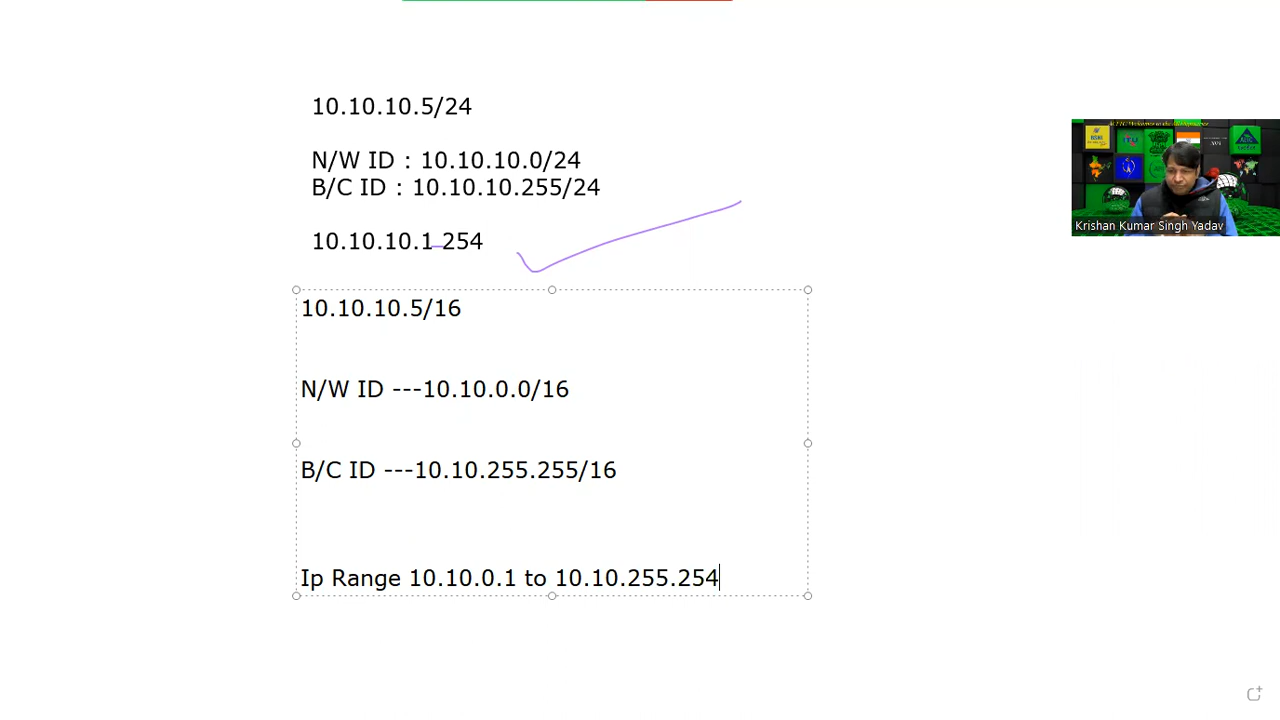 10.10.10.5/24
N/W ID : 10.10.10.0/24
B/C ID : 10.10.10.255/24
10.10.10.1 254
10.10.10.5/16
N/W ID ---10.10.0.0/16
B/C ID ---10.10.255.255/16
Ip Range 10.10.0.1 to 10.10.255.254
Krishan Kumar Singh Yadav